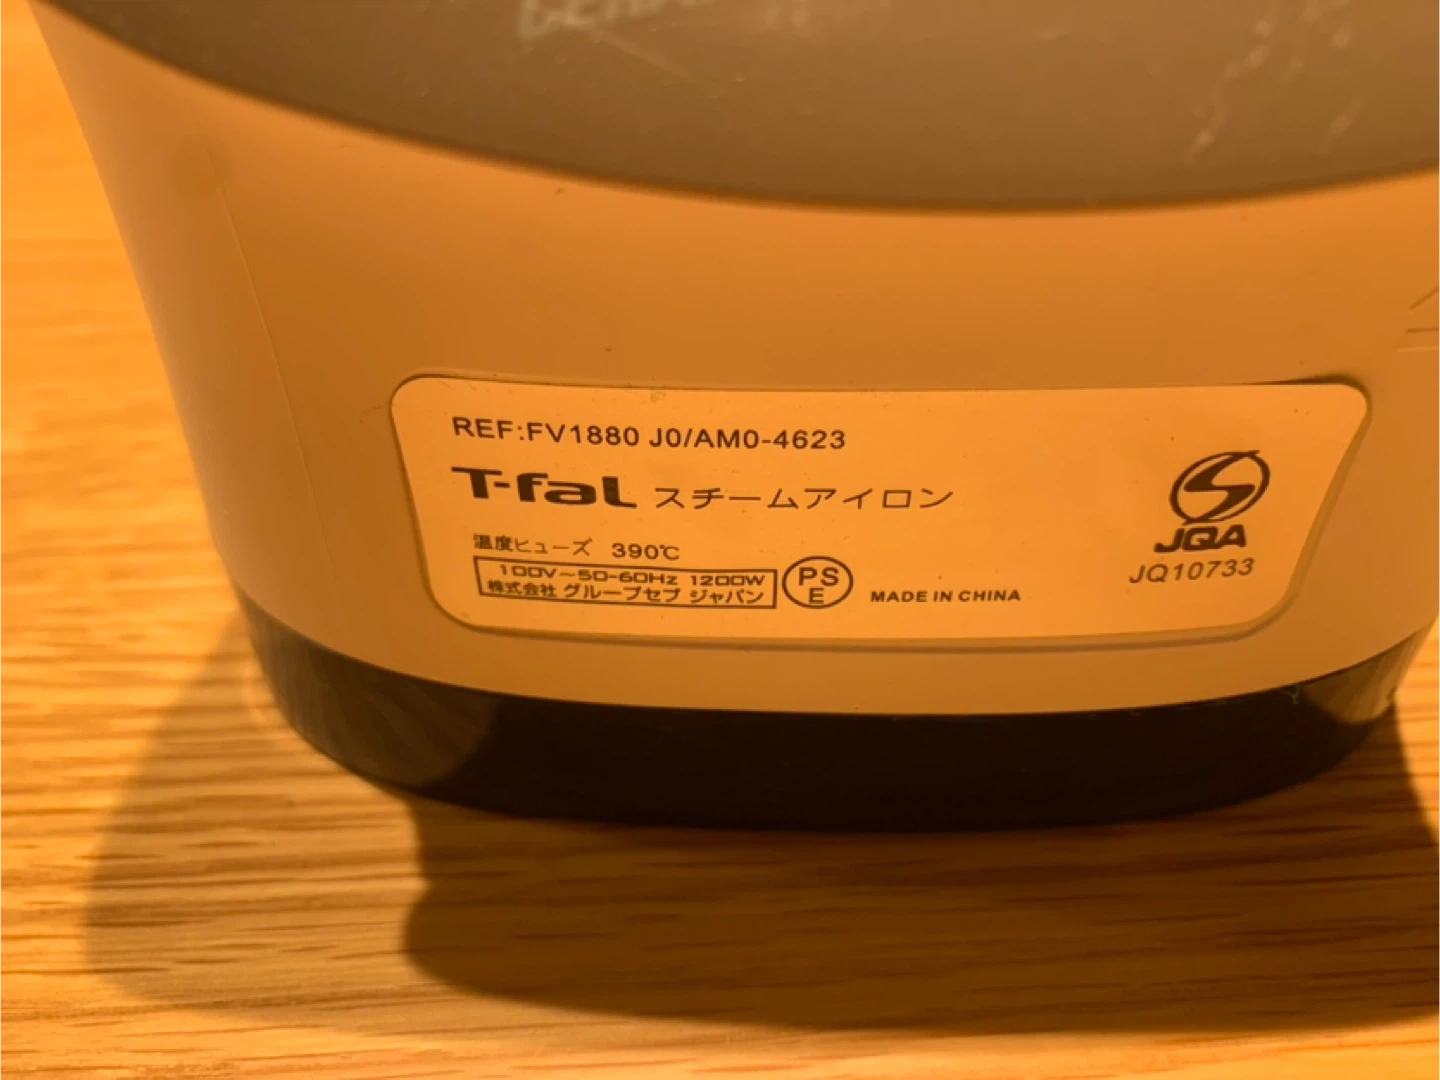 REF:FV1880 J0/AM0-4623
T-faL スチームアイロン
温度ヒューズ 390℃
100V~50-60Hz 1200W
株式会社 グループセブ ジャパン
PS
E
MADE IN CHINA
S
JQA
JQ10733